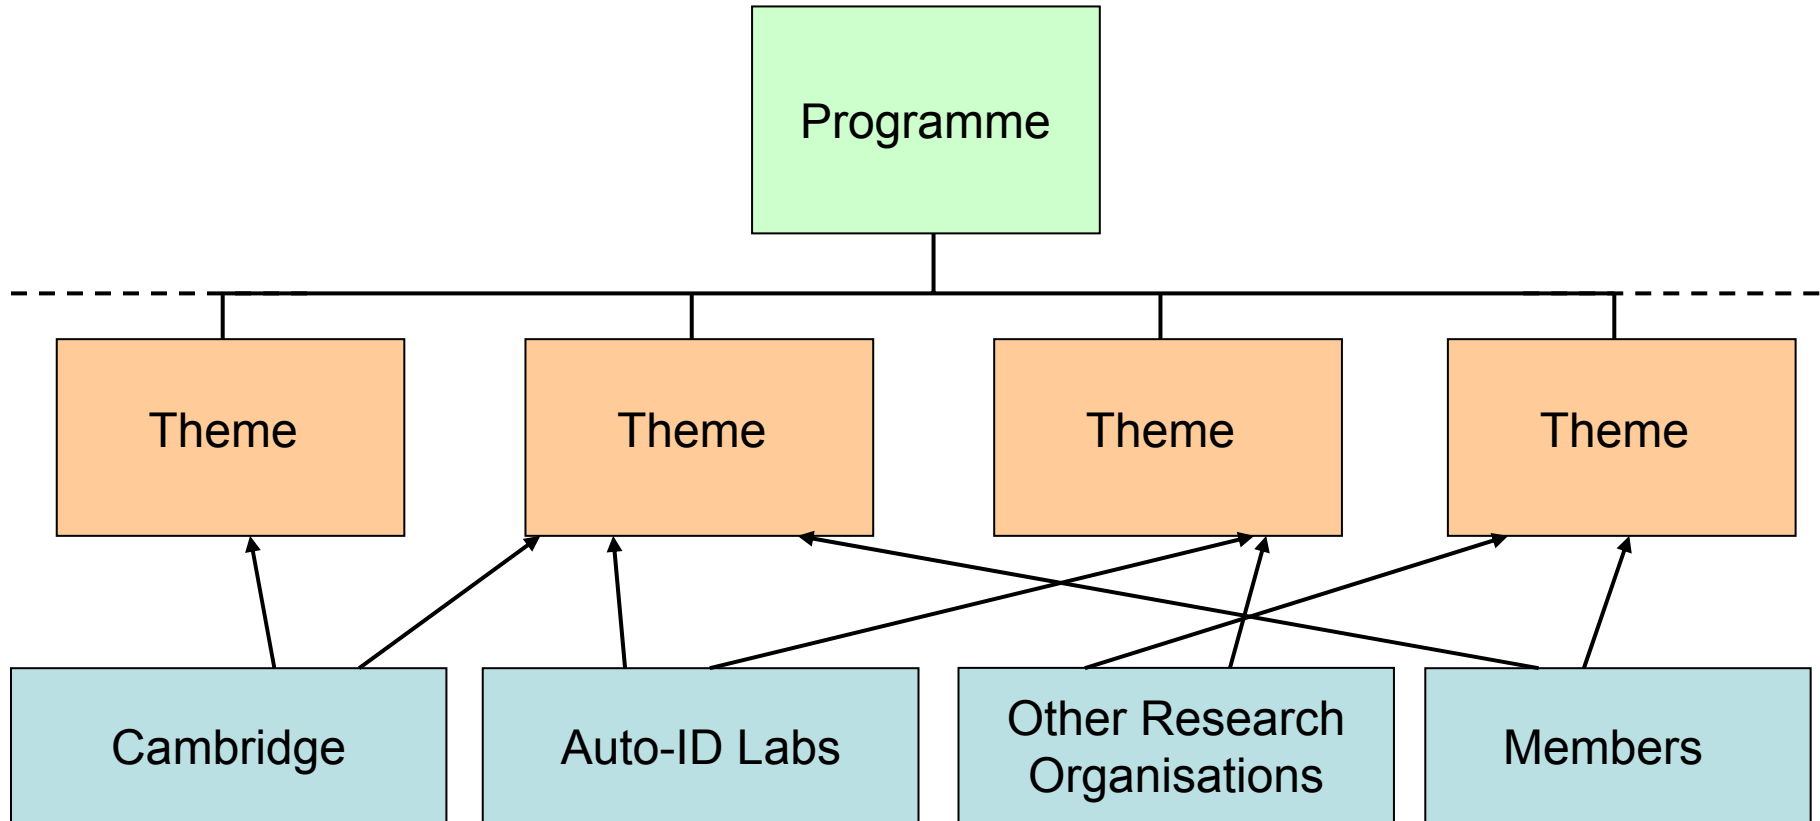 Programme
Theme
Theme
Theme
Theme
Cambridge
Auto-ID Labs
Other Research
Organisations
Members